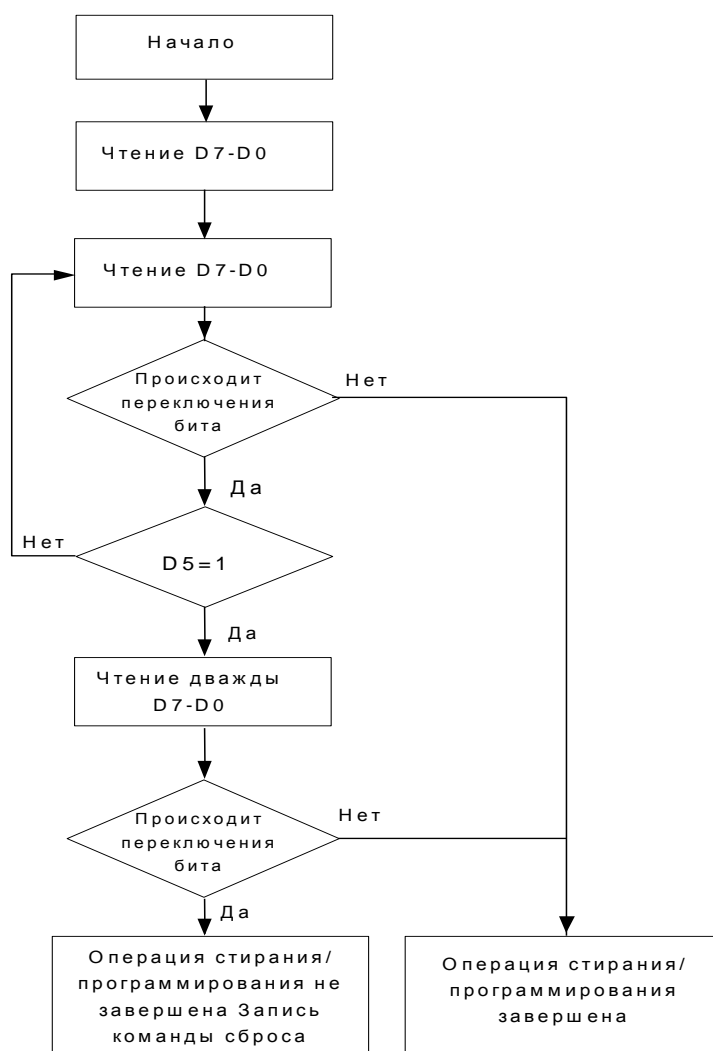 Начало
Чтение D7-D0
Чтение D7-D0
Происходит
переключения
бита
Нет
Да
Нет
D5=1
Да
Чтение дважды
D7-D0
Происходит
переключения
бита
Нет
Да
Операция стирания/
программирования не
завершена Запись
команды сброса
Операция стирания/
программирования
завершена